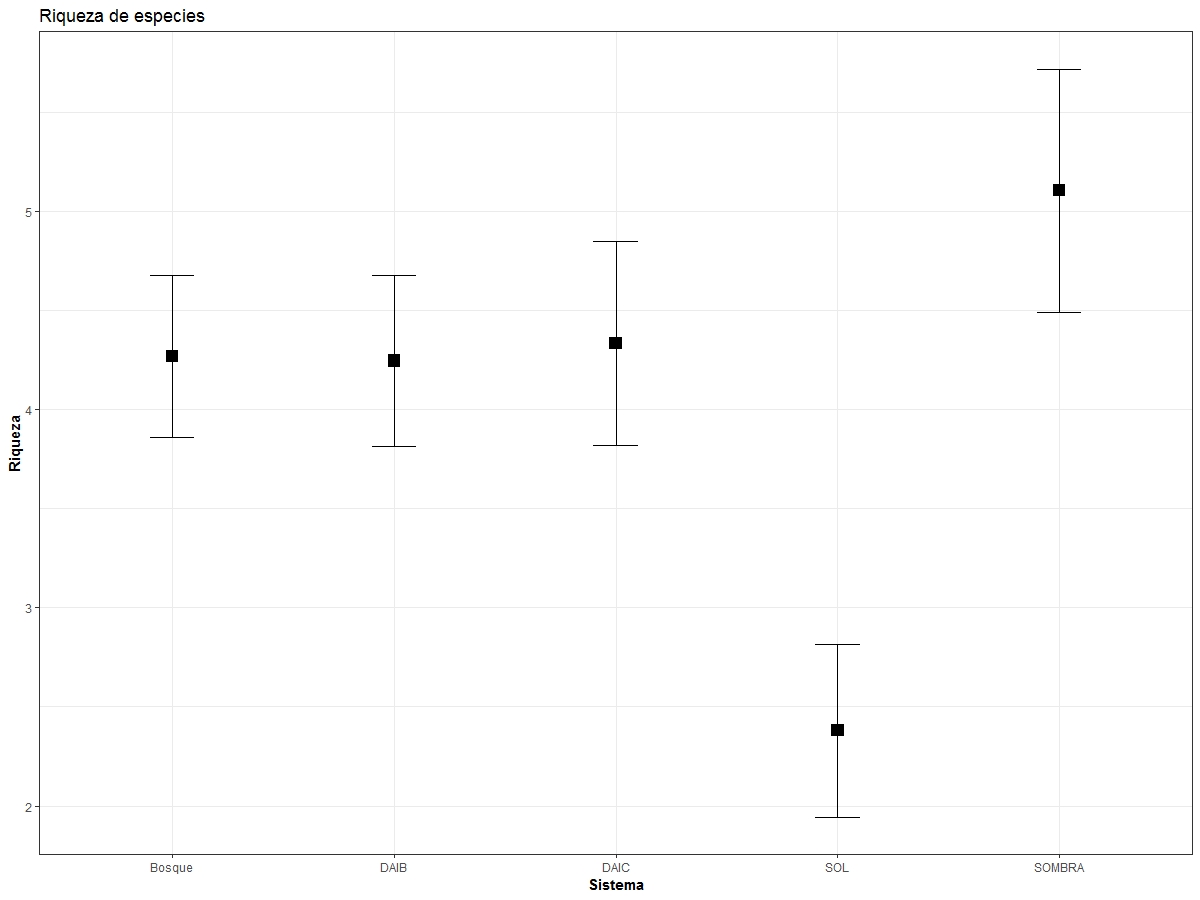 Riqueza de especies
Riqueza
5
4
3
2
Bosque DAIB DAIC SOL SOMBRA
Sistema